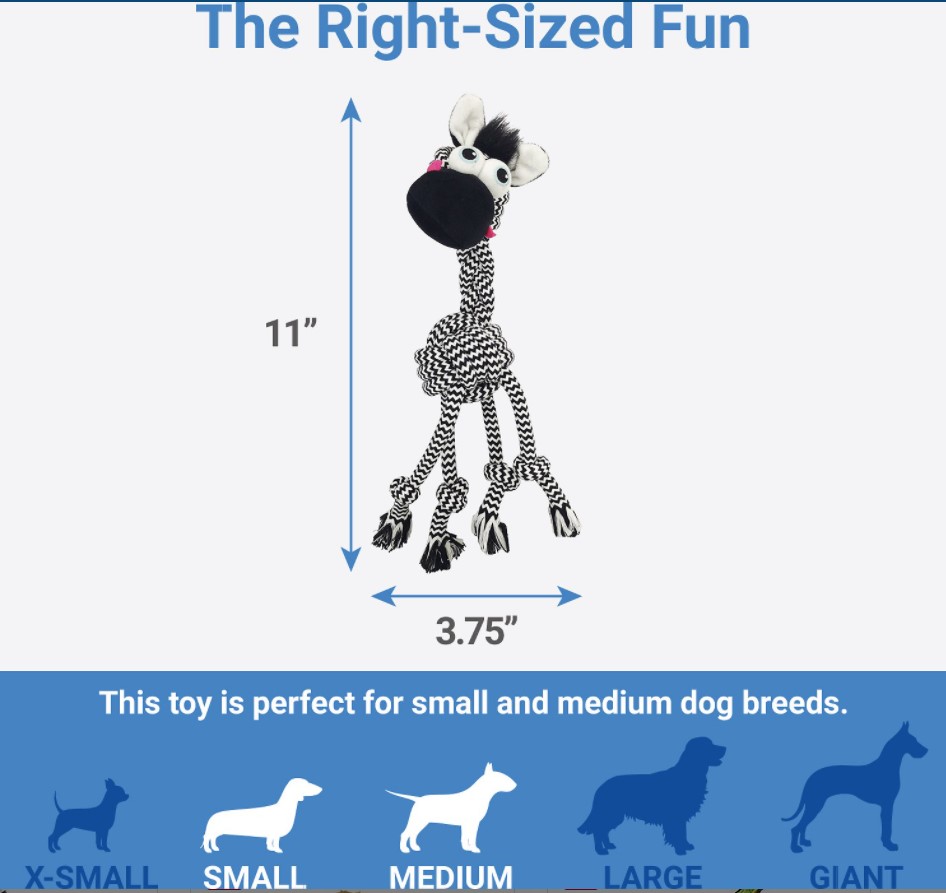 The Right-Sized Fun
11”
3.75”
This toy is perfect for small and medium dog breeds.
X-SMALL
SMALL
MEDIUM
LARGE
GIANT